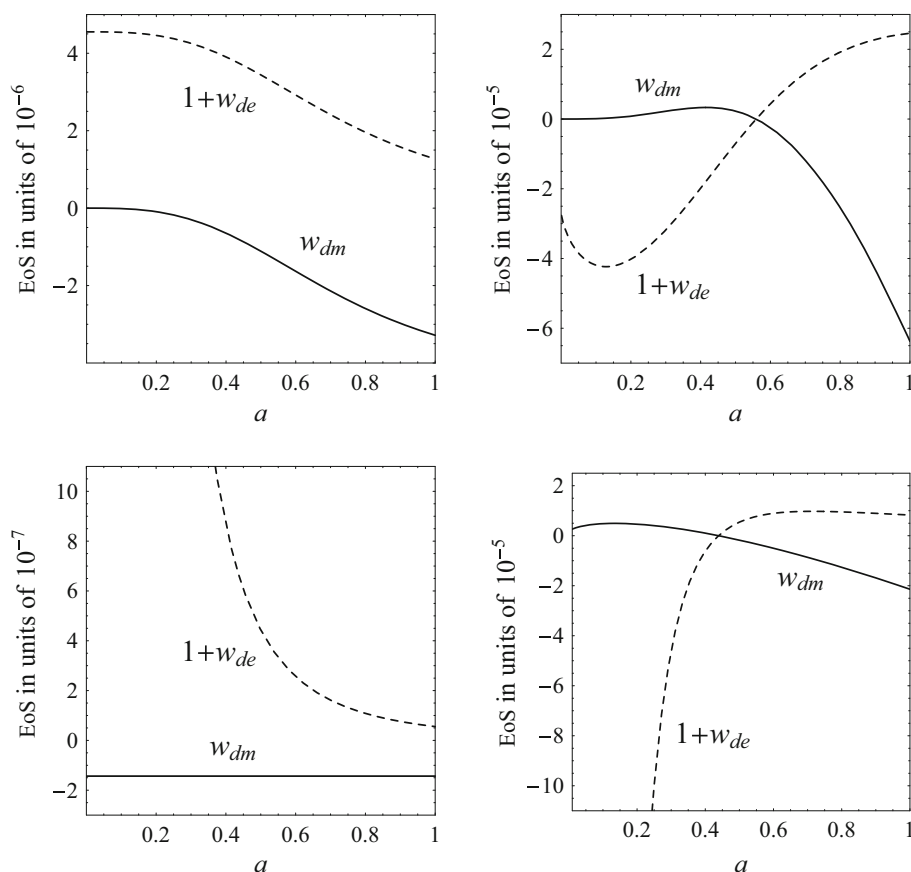 EoS in units of 10⁻⁶
4
2
0
−2
1+w_de
w_dm
0.2 0.4 0.6 0.8 1
a
EoS in units of 10⁻⁵
2
0
−2
−4
−6
w_dm
1+w_de
0.2 0.4 0.6 0.8 1
a
EoS in units of 10⁻⁷
10
8
6
4
2
0
−2
1+w_de
w_dm
0.2 0.4 0.6 0.8 1
a
EoS in units of 10⁻⁵
2
0
−2
−4
−6
−8
−10
w_dm
1+w_de
0.2 0.4 0.6 0.8 1
a